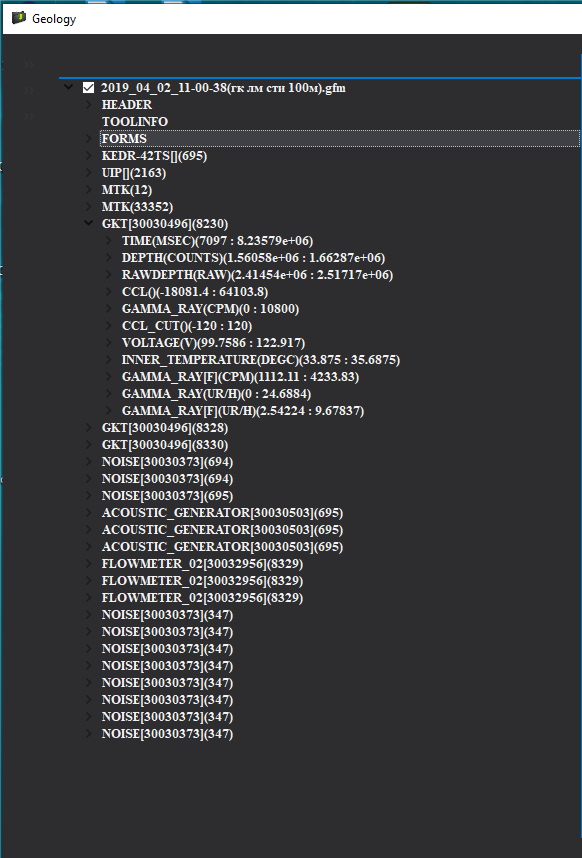 Geology
2019_04_02_11-00-38(гк лм сти 100м).gfm
HEADER
TOOLINFO
FORMS
KEDR-42TS[](695)
UIP[](2163)
MTK(12)
MTK(33352)
GKT[30030496](8230)
TIME(MSEC)(7097 : 8.23579e+06)
DEPTH(COUNTS)(1.56058e+06 : 1.66287e+06)
RAWDEPTH(RAW)(2.41454e+06 : 2.51717e+06)
CCL()(-18081.4 : 64103.8)
GAMMA_RAY(CPM)(0 : 10800)
CCL_CUT()(-120 : 120)
VOLTAGE(V)(99.7586 : 122.917)
INNER_TEMPERATURE(DEGC)(33.875 : 35.6875)
GAMMA_RAY[F](CPM)(1112.11 : 4233.83)
GAMMA_RAY(UR/H)(0 : 24.6884)
GAMMA_RAY[F](UR/H)(2.54224 : 9.67837)
GKT[30030496](8328)
GKT[30030496](8330)
NOISE[30030373](694)
NOISE[30030373](694)
NOISE[30030373](695)
ACOUSTIC_GENERATOR[30030503](695)
ACOUSTIC_GENERATOR[30030503](695)
ACOUSTIC_GENERATOR[30030503](695)
FLOWMETER_02[30032956](8329)
FLOWMETER_02[30032956](8329)
FLOWMETER_02[30032956](8329)
NOISE[30030373](347)
NOISE[30030373](347)
NOISE[30030373](347)
NOISE[30030373](347)
NOISE[30030373](347)
NOISE[30030373](347)
NOISE[30030373](347)
NOISE[30030373](347)